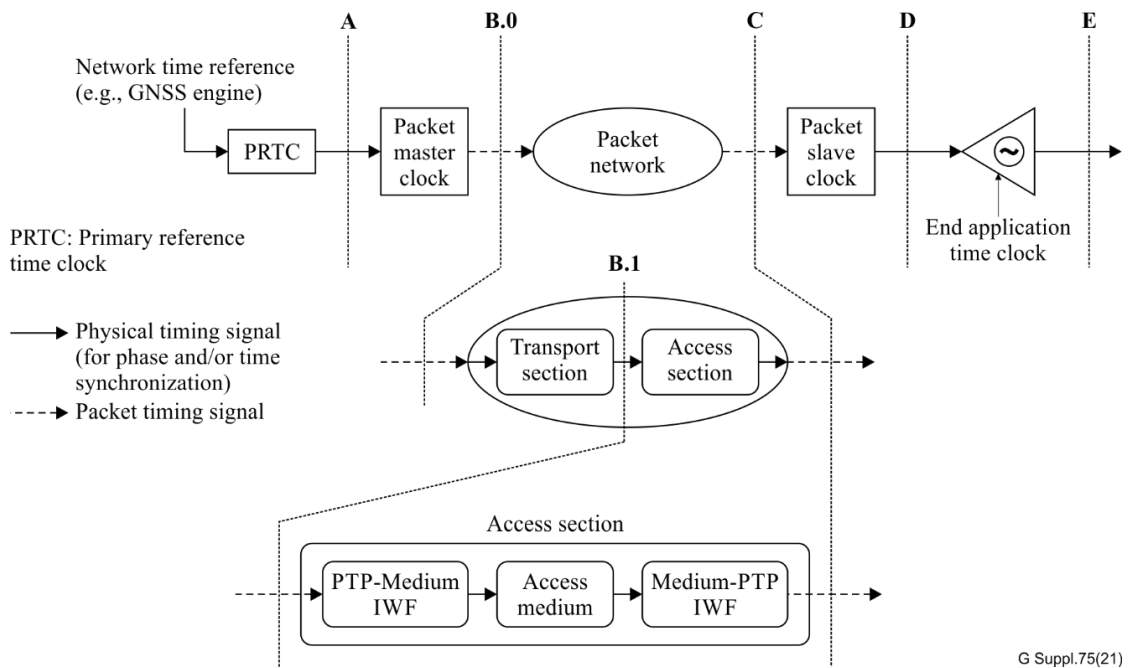 A
B.0
C
D
E
Network time reference
(e.g., GNSS engine)
PRTC
Packet
master
clock
Packet
network
Packet
slave
clock
End application
time clock
PRTC: Primary reference
time clock
B.1
Physical timing signal
(for phase and/or time
synchronization)
Packet timing signal
Transport
section
Access
section
Access section
PTP-Medium
IWF
Access
medium
Medium-PTP
IWF
G Suppl.75(21)